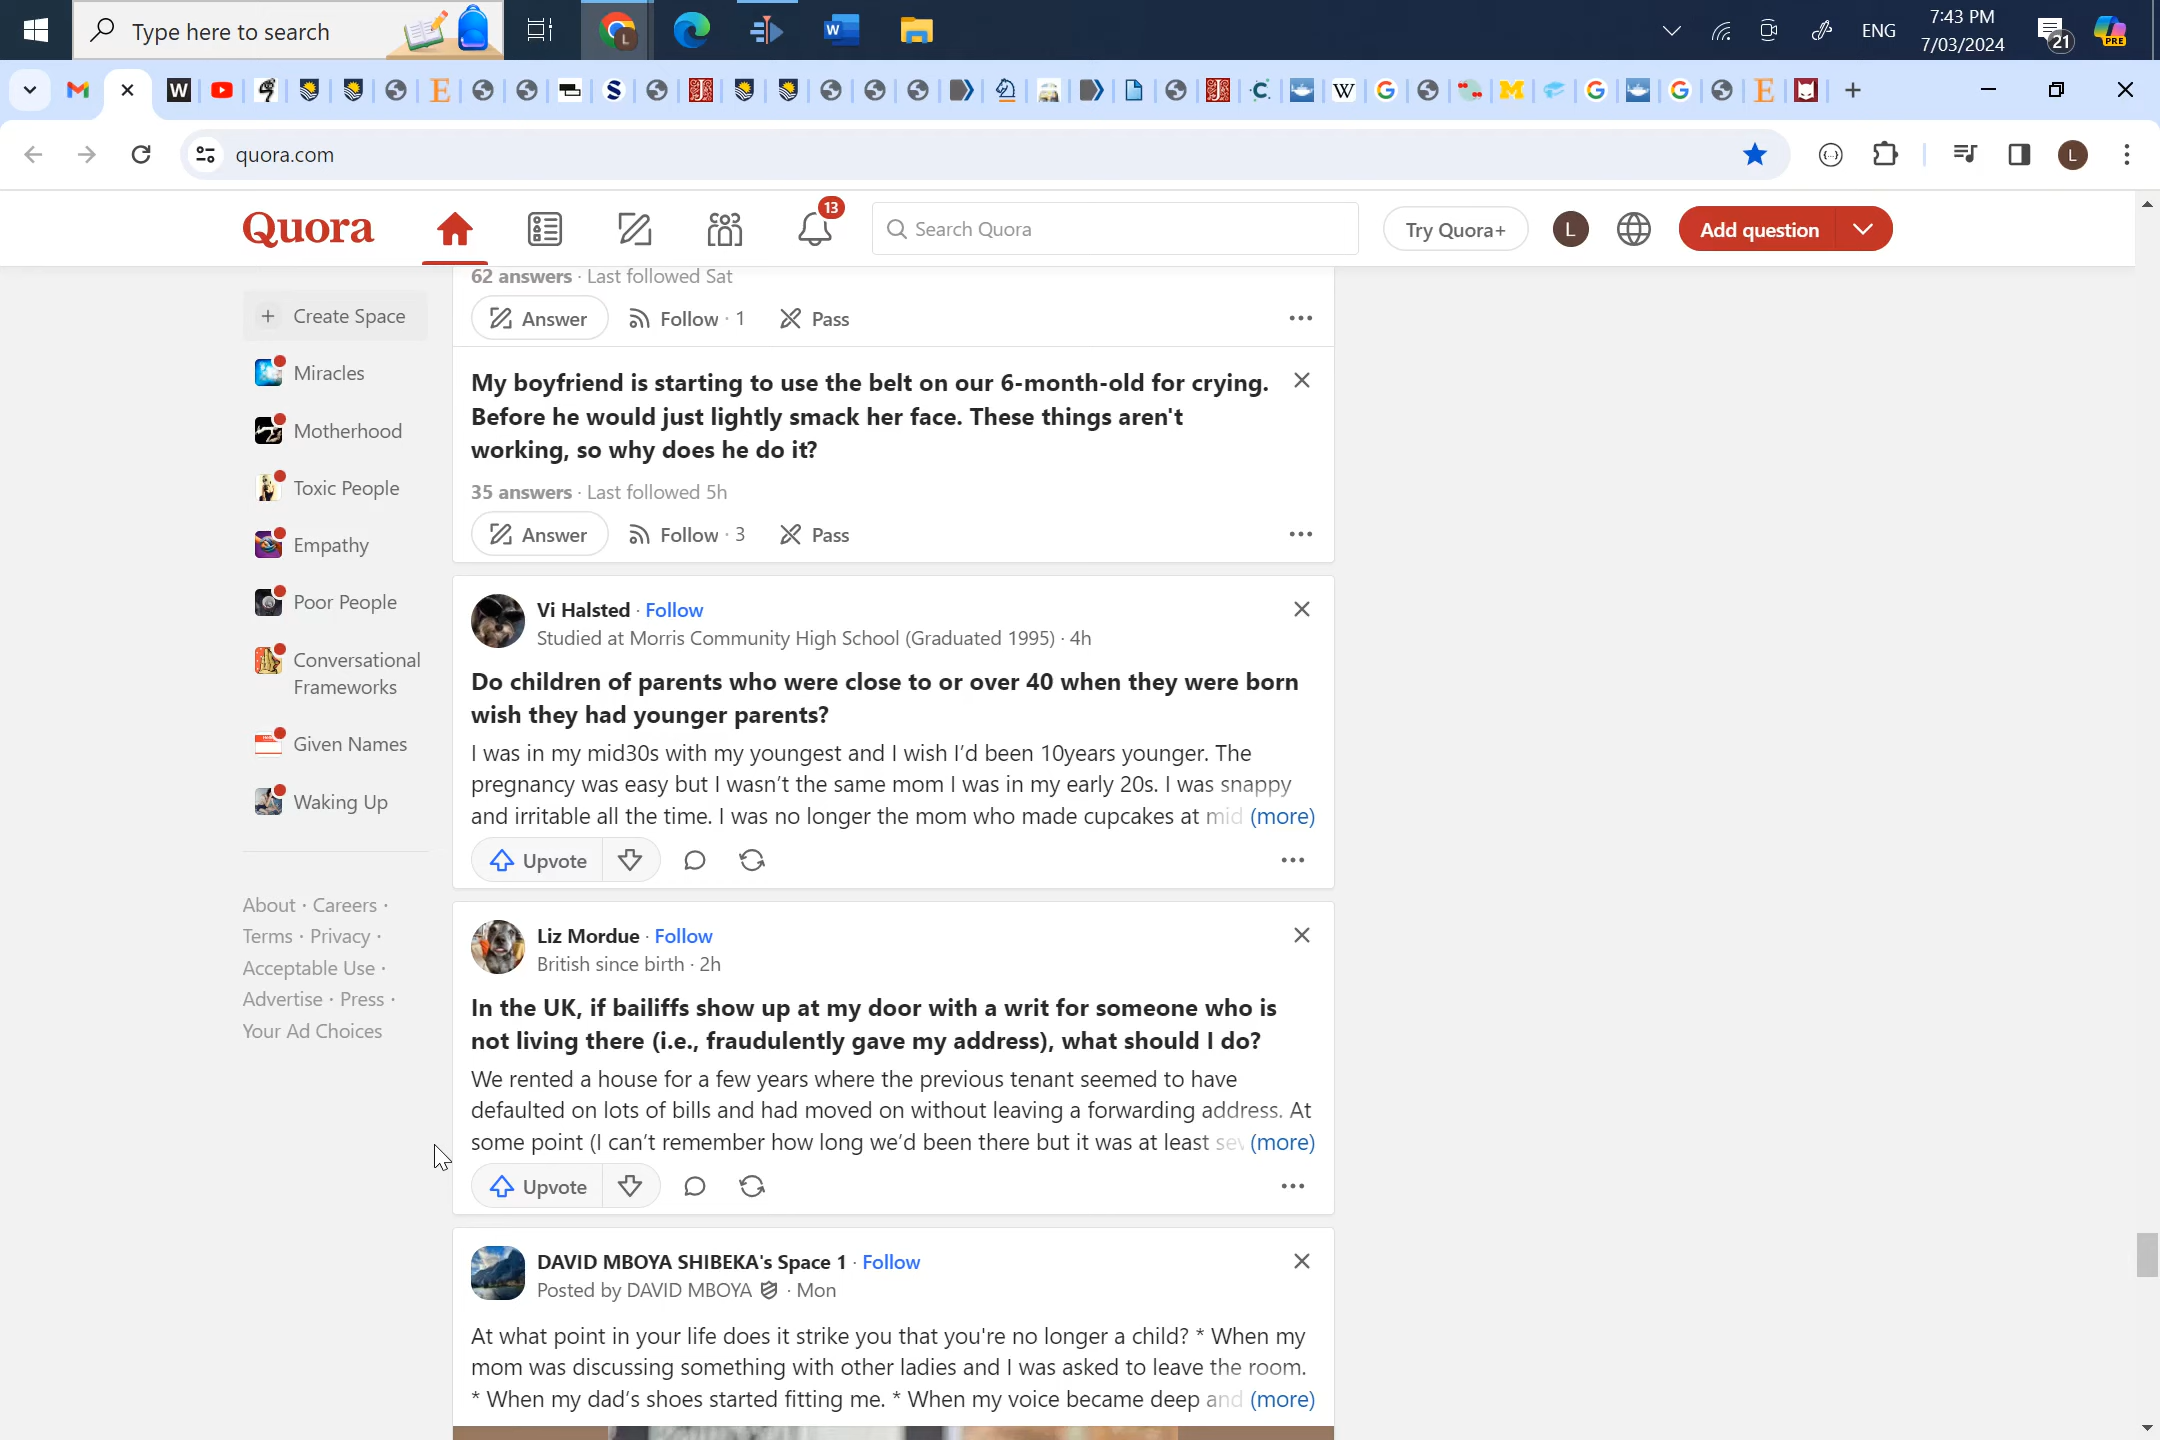 Type here to search
ENG
7:43 PM
7/03/2024
21
PRE
quora.com
L
Quora
13
Search Quora
Try Quora+
L
Add question
Create Space
Miracles
Motherhood
Toxic People
Empathy
Poor People
Conversational
Frameworks
Given Names
Waking Up
About · Careers ·
Terms · Privacy ·
Acceptable Use ·
Advertise · Press ·
Your Ad Choices
62 answers · Last followed Sat
Answer Follow · 1 Pass
My boyfriend is starting to use the belt on our 6-month-old for crying.
Before he would just lightly smack her face. These things aren't
working, so why does he do it?
35 answers · Last followed 5h
Answer Follow · 3 Pass
Vi Halsted · Follow
Studied at Morris Community High School (Graduated 1995) · 4h
Do children of parents who were close to or over 40 when they were born
wish they had younger parents?
I was in my mid30s with my youngest and I wish I'd been 10years younger. The
pregnancy was easy but I wasn't the same mom I was in my early 20s. I was snappy
and irritable all the time. I was no longer the mom who made cupcakes at mid (more)
Upvote
Liz Mordue · Follow
British since birth · 2h
In the UK, if bailiffs show up at my door with a writ for someone who is
not living there (i.e., fraudulently gave my address), what should I do?
We rented a house for a few years where the previous tenant seemed to have
defaulted on lots of bills and had moved on without leaving a forwarding address. At
some point (I can't remember how long we'd been there but it was at least (more)
Upvote
DAVID MBOYA SHIBEKA's Space 1 · Follow
Posted by DAVID MBOYA · Mon
At what point in your life does it strike you that you're no longer a child? * When my
mom was discussing something with other ladies and I was asked to leave the room.
* When my dad's shoes started fitting me. * When my voice became deep and (more)